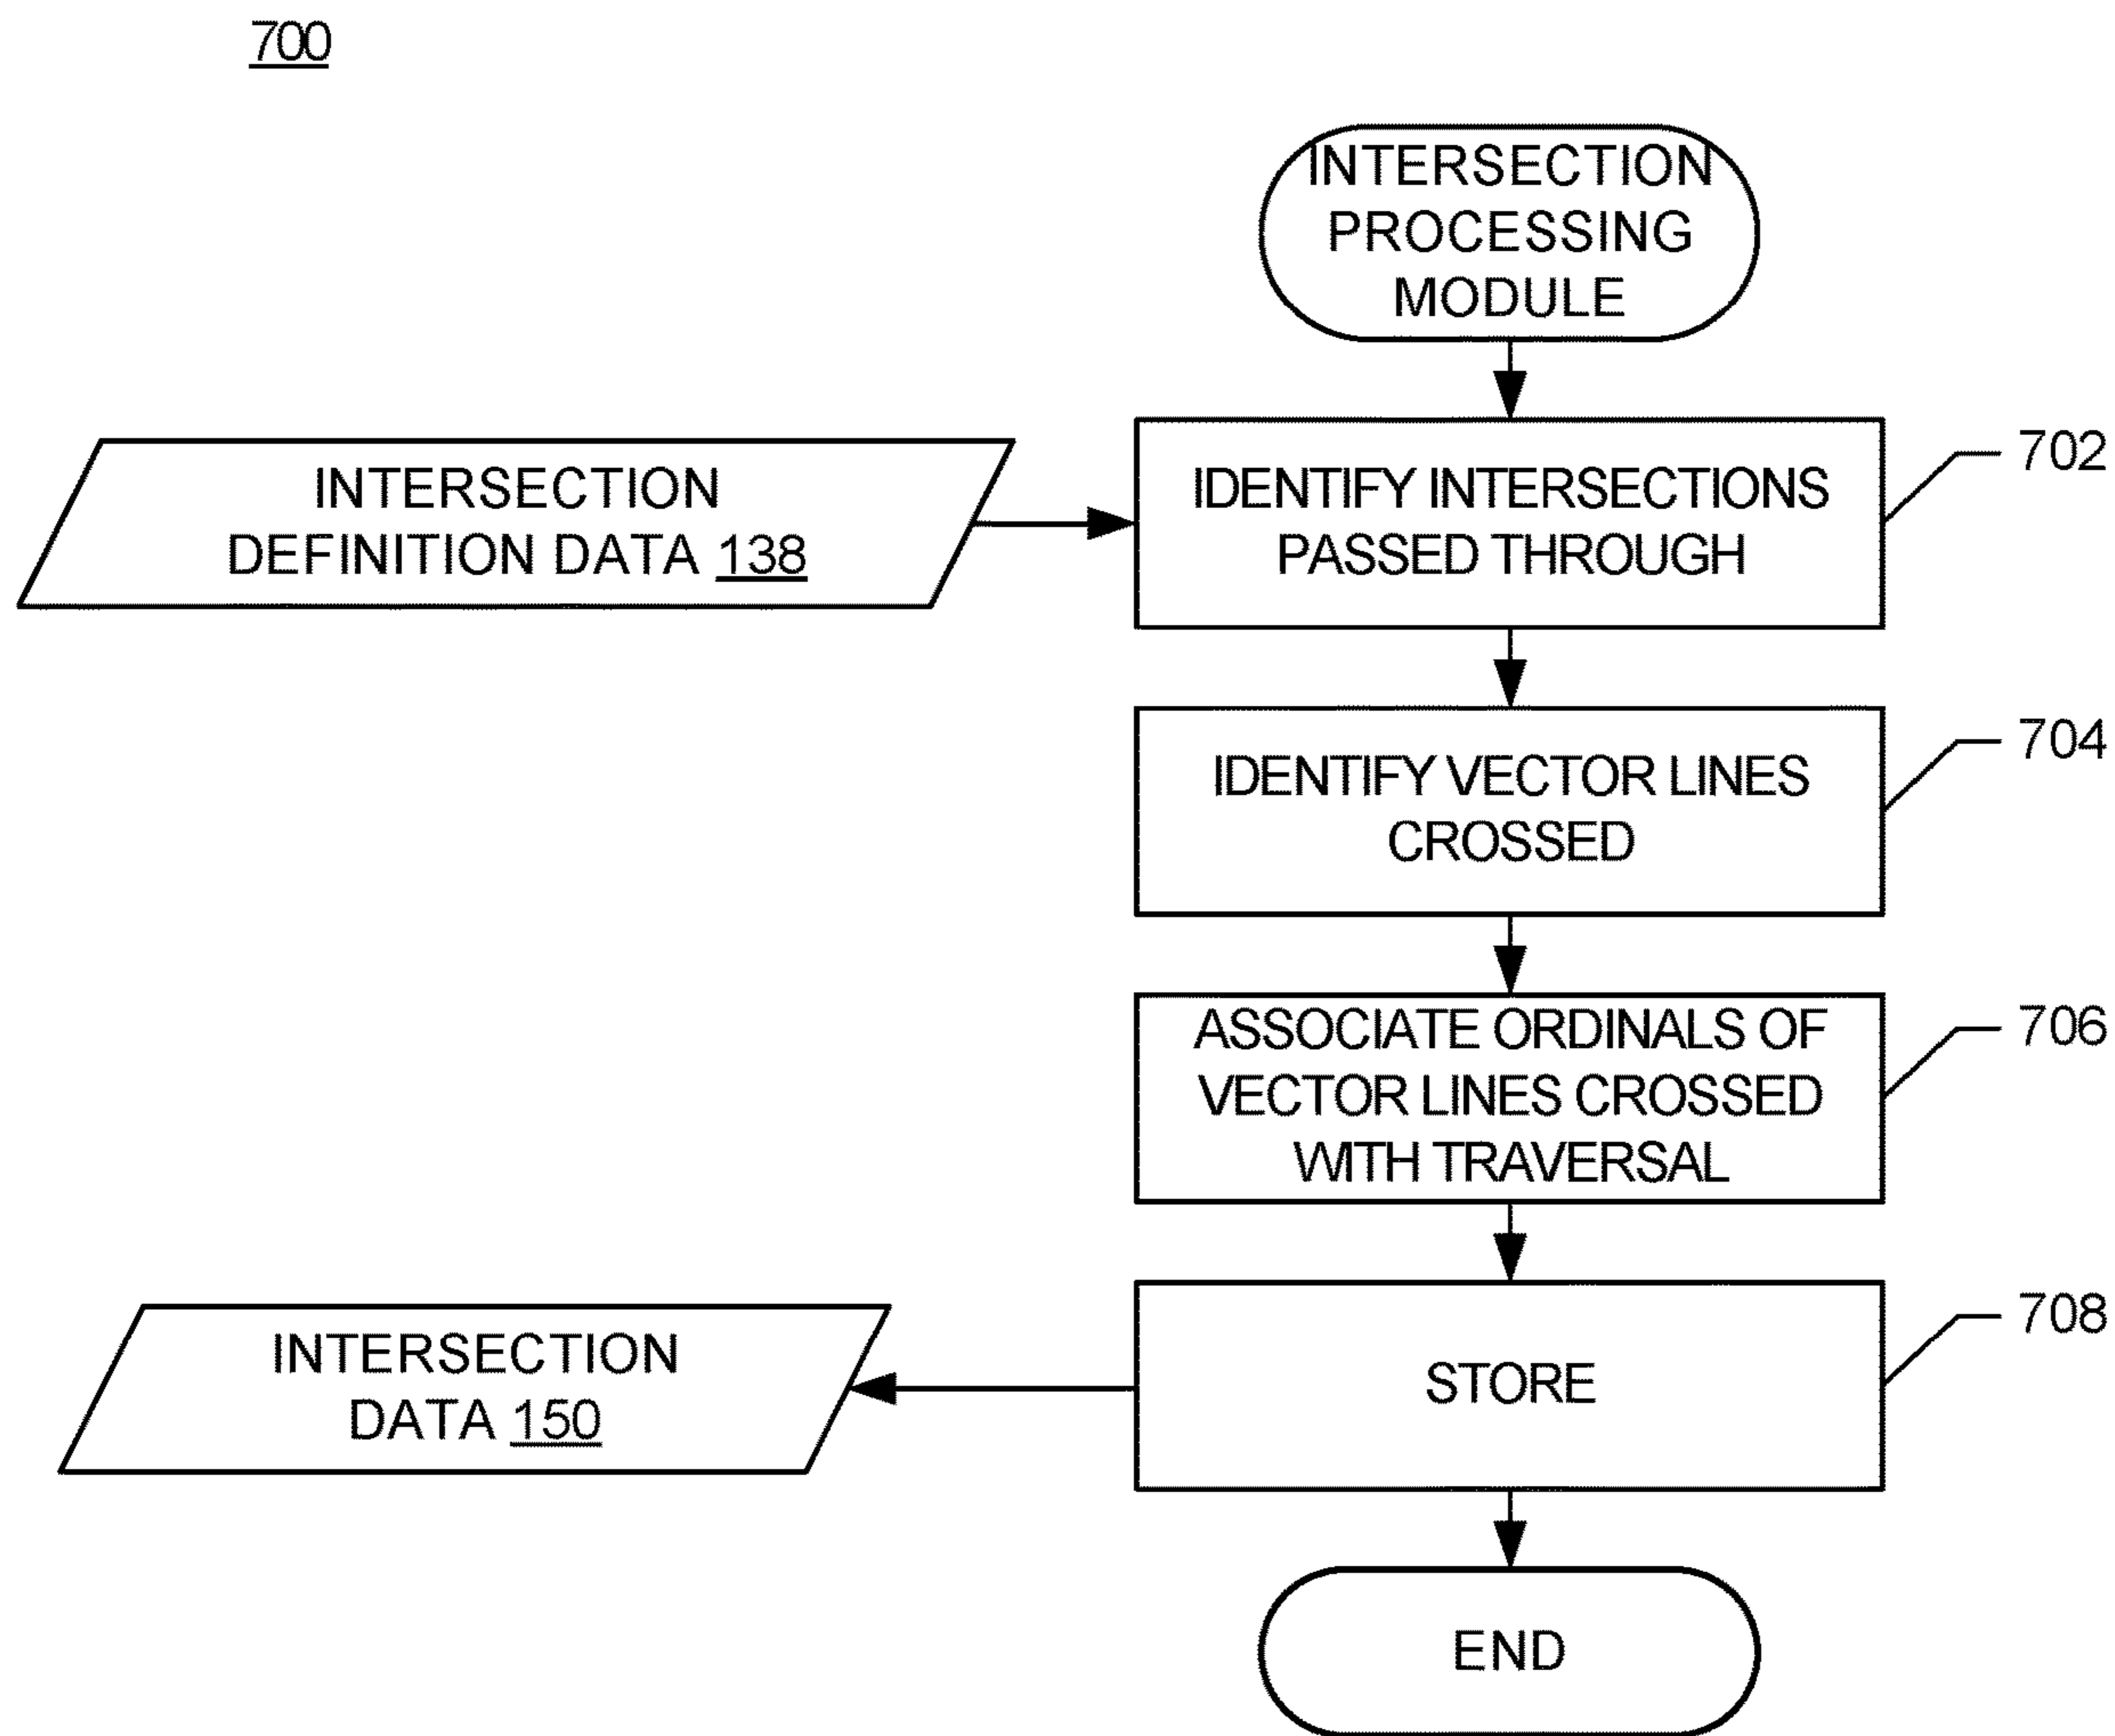 700
INTERSECTION
PROCESSING
MODULE
INTERSECTION
DEFINITION DATA 138
IDENTIFY INTERSECTIONS
PASSED THROUGH
702
IDENTIFY VECTOR LINES
CROSSED
704
ASSOCIATE ORDINALS OF
VECTOR LINES CROSSED
WITH TRAVERSAL
706
INTERSECTION
DATA 150
STORE
708
END